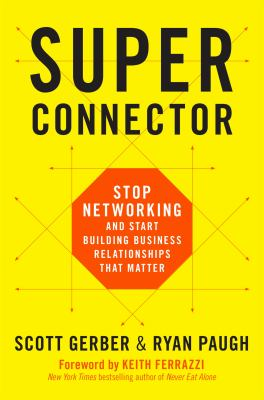 SUPER
CONNECTOR
STOP
NETWORKING
AND START
BUILDING BUSINESS
RELATIONSHIPS
THAT MATTER
SCOTT GERBER & RYAN PAUGH
Foreword by KEITH FERRAZZI
New York Times bestselling author of Never Eat Alone